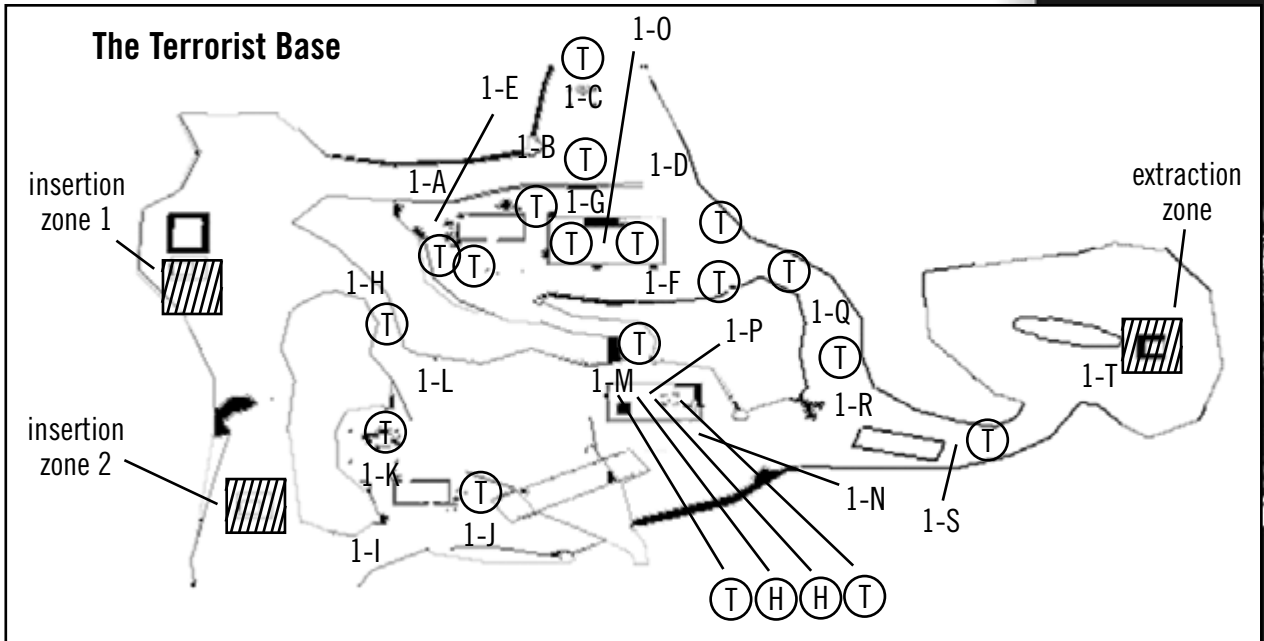 The Terrorist Base
1-O
T
1-E
1-C
1-B
T
1-D
insertion
zone 1
1-A
extraction
zone
T
1-G
T
T
T
T
T
1-H
1-F
T
T
T
1-Q
T
1-P
T
1-L
1-M
1-T
1-R
insertion
zone 2
T
T
1-K
T
1-N
1-S
1-I
1-J
T
H
H
T